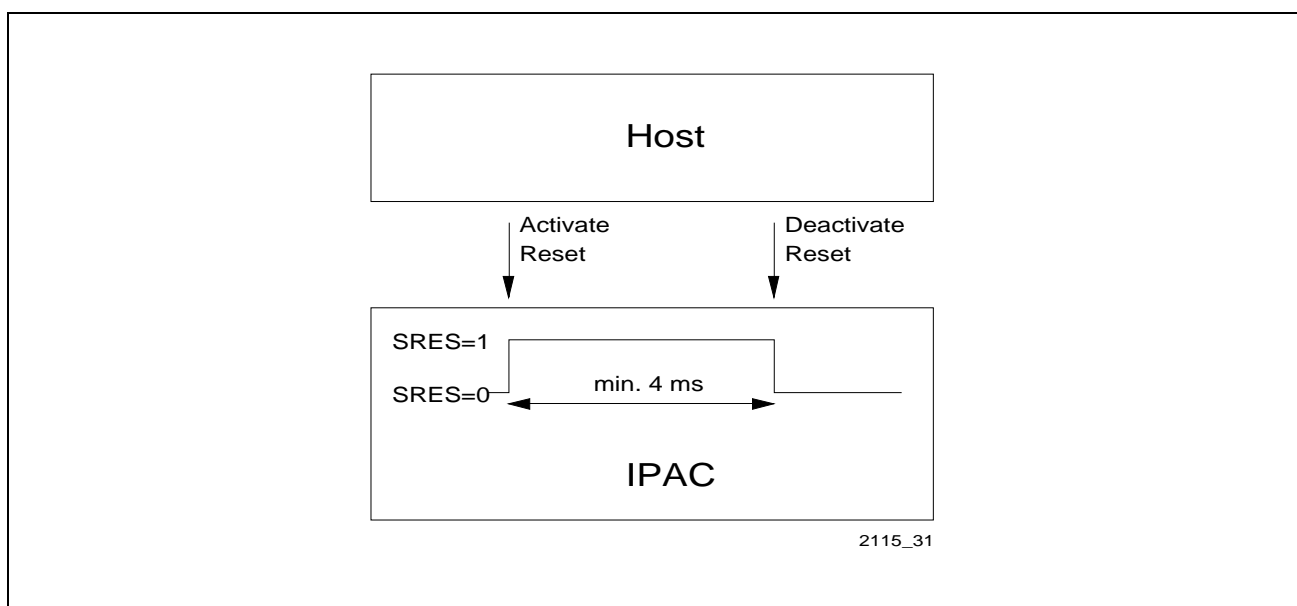 Host
Activate
Reset
Deactivate
Reset
SRES=1
SRES=0
min. 4 ms
IPAC
2115_31